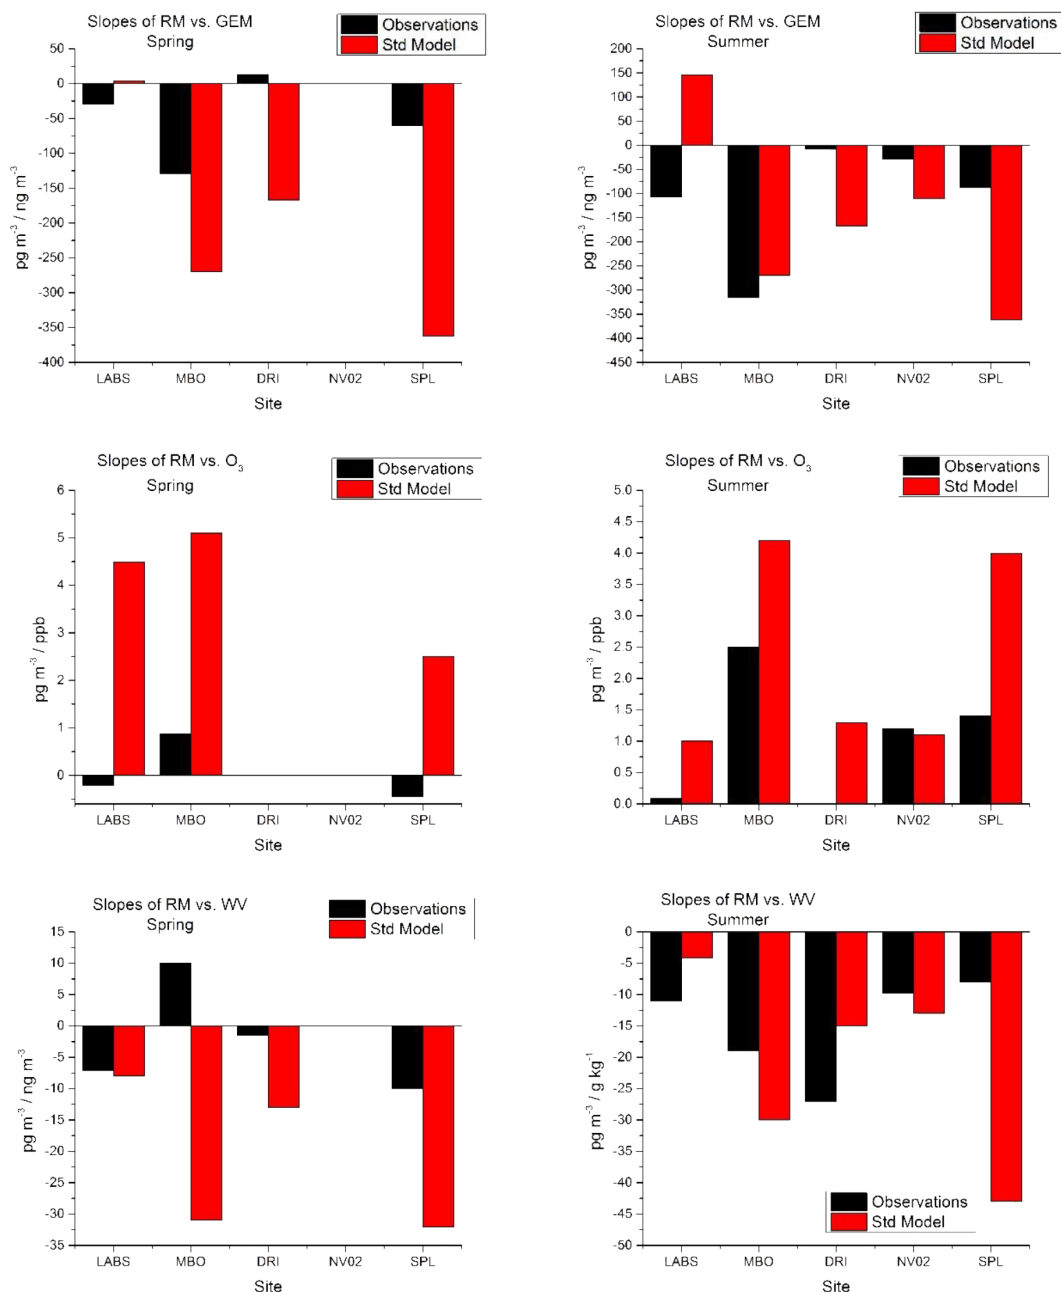 Slopes of RM vs. GEM
Spring
Observations
Std Model
50
0
-50
-100
-150
-200
-250
-300
-350
-400
pg m⁻³ / ng m⁻³
LABS MBO DRI NV02 SPL
Site
Slopes of RM vs. GEM
Summer
Observations
Std Model
200
150
100
50
0
-50
-100
-150
-200
-250
-300
-350
-400
-450
pg m⁻³ / ng m⁻³
LABS MBO DRI NV02 SPL
Site
Slopes of RM vs. O₃
Spring
Observations
Std Model
6
5
4
3
2
1
0
pg m⁻³ / ppb
LABS MBO DRI NV02 SPL
Site
Slopes of RM vs. O₃
Summer
Observations
Std Model
5.0
4.5
4.0
3.5
3.0
2.5
2.0
1.5
1.0
0.5
0.0
pg m⁻³ / ppb
LABS MBO DRI NV02 SPL
Site
Slopes of RM vs. WV
Spring
Observations
Std Model
15
10
5
0
-5
-10
-15
-20
-25
-30
-35
pg m⁻³ / ng m⁻³
LABS MBO DRI NV02 SPL
Site
Slopes of RM vs. WV
Summer
0
-5
-10
-15
-20
-25
-30
-35
-40
-45
-50
pg m⁻³ / g kg⁻¹
Observations
Std Model
LABS MBO DRI NV02 SPL
Site